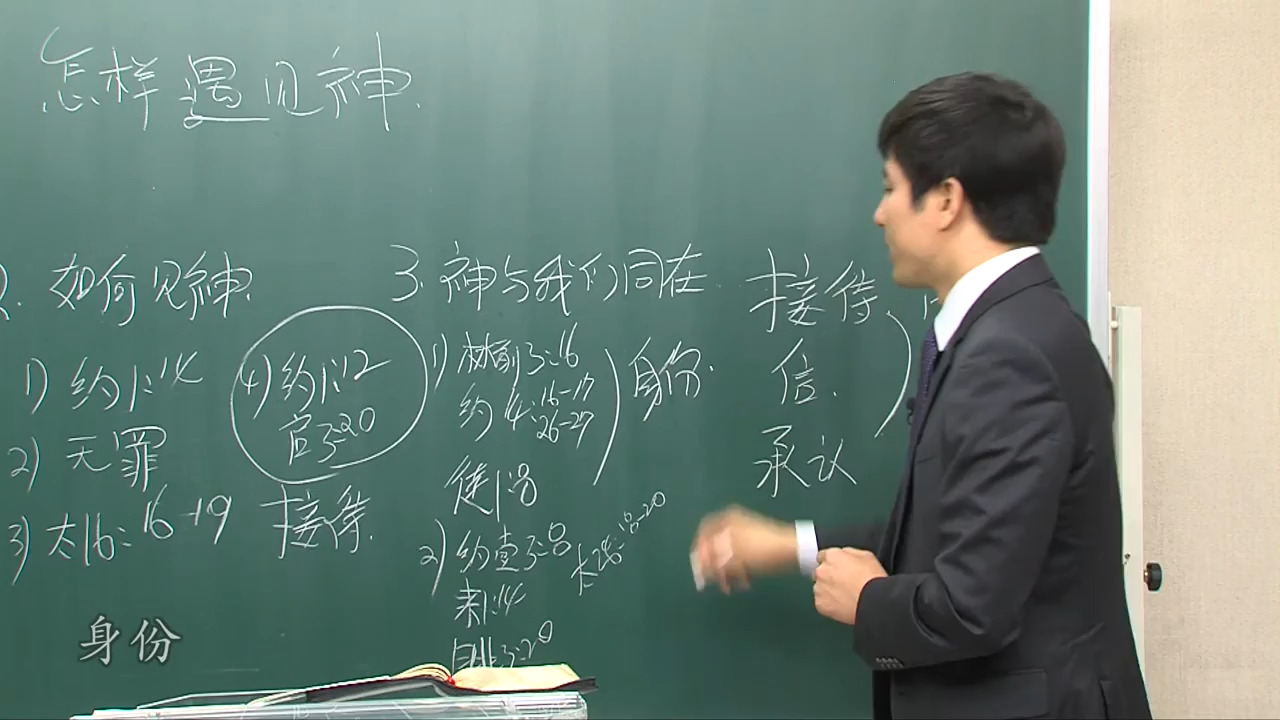 怎样遇见神.
2. 如何见神.
1) 约1:14
2) 无罪
3) 太16:16-19 接待.
4) 约1:12
启3:20
3. 神与我们同在.
1) 林前3:16
约14:16-17
26-27
徒1:8
身份.
2) 约壹3:8
来1:14
太28:18-20
接待.
信.
承认
身份